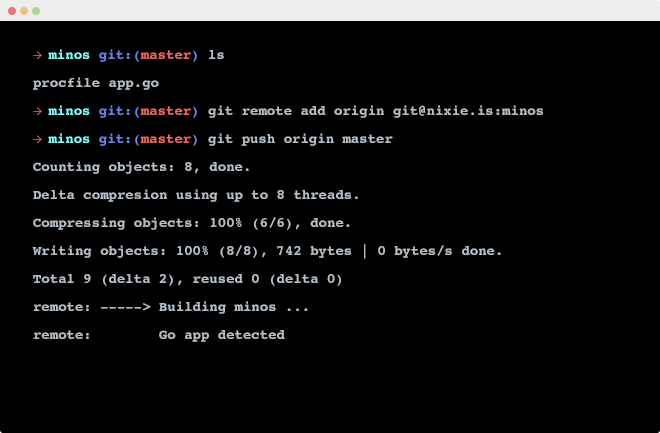 → minos git:(master) ls
procfile app.go
→ minos git:(master) git remote add origin git@nixie.is:minos
→ minos git:(master) git push origin master
Counting objects: 8, done.
Delta compresion using up to 8 threads.
Compressing objects: 100% (6/6), done.
Writing objects: 100% (8/8), 742 bytes | 0 bytes/s done.
Total 9 (delta 2), reused 0 (delta 0)
remote: -----> Building minos ...
remote:        Go app detected